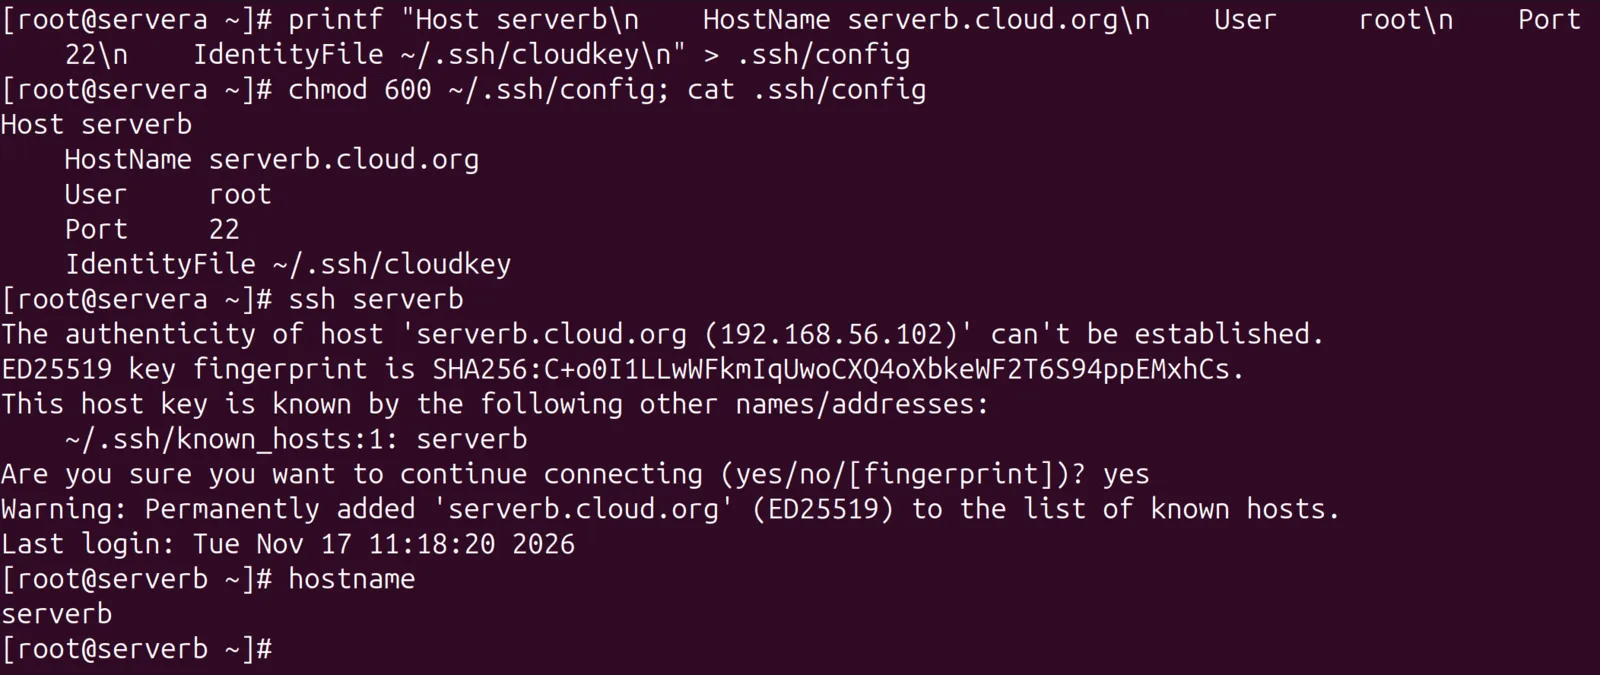 [root@servera ~]# printf "Host serverb\n    HostName serverb.cloud.org\n    User     root\n    Port
    22\n    IdentityFile ~/.ssh/cloudkey\n" > .ssh/config
[root@servera ~]# chmod 600 ~/.ssh/config; cat .ssh/config
Host serverb
    HostName serverb.cloud.org
    User     root
    Port     22
    IdentityFile ~/.ssh/cloudkey
[root@servera ~]# ssh serverb
The authenticity of host 'serverb.cloud.org (192.168.56.102)' can't be established.
ED25519 key fingerprint is SHA256:C+o0I1LLwWFkmIqUwoCXQ4oXbkeWF2T6S94ppEMxhCs.
This host key is known by the following other names/addresses:
    ~/.ssh/known_hosts:1: serverb
Are you sure you want to continue connecting (yes/no/[fingerprint])? yes
Warning: Permanently added 'serverb.cloud.org' (ED25519) to the list of known hosts.
Last login: Tue Nov 17 11:18:20 2026
[root@serverb ~]# hostname
serverb
[root@serverb ~]#